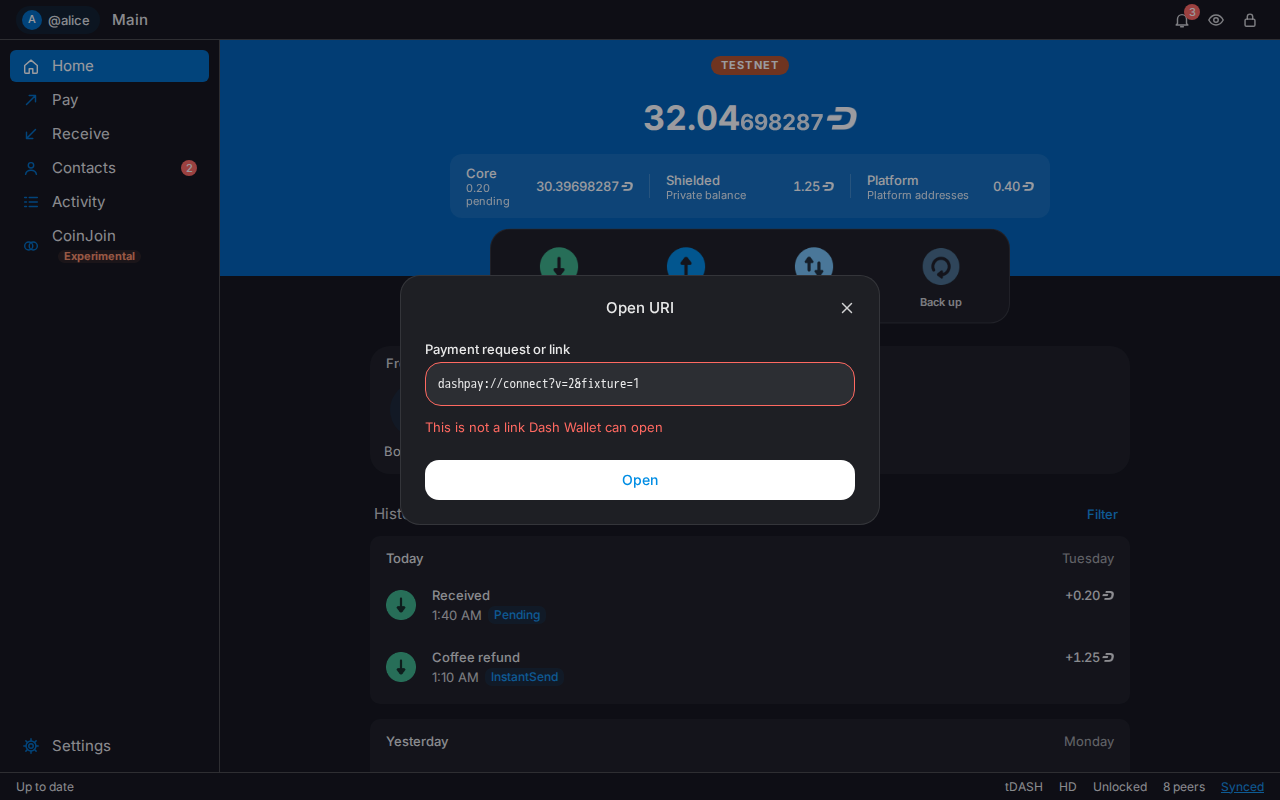 A @alice Main
3
Home
Pay
Receive
Contacts 2
Activity
CoinJoin
Experimental
Settings
TESTNET
32.04698287
Core
0.20
pending
30.39698287
Shielded
Private balance
1.25
Platform
Platform addresses
0.40
Back up
Open URI
Payment request or link
dashpay://connect?v=2&fixture=1
This is not a link Dash Wallet can open
Open
Filter
Today Tuesday
Received +0.20
1:40 AM Pending
Coffee refund +1.25
1:10 AM InstantSend
Yesterday Monday
Up to date tDASH HD Unlocked 8 peers Synced